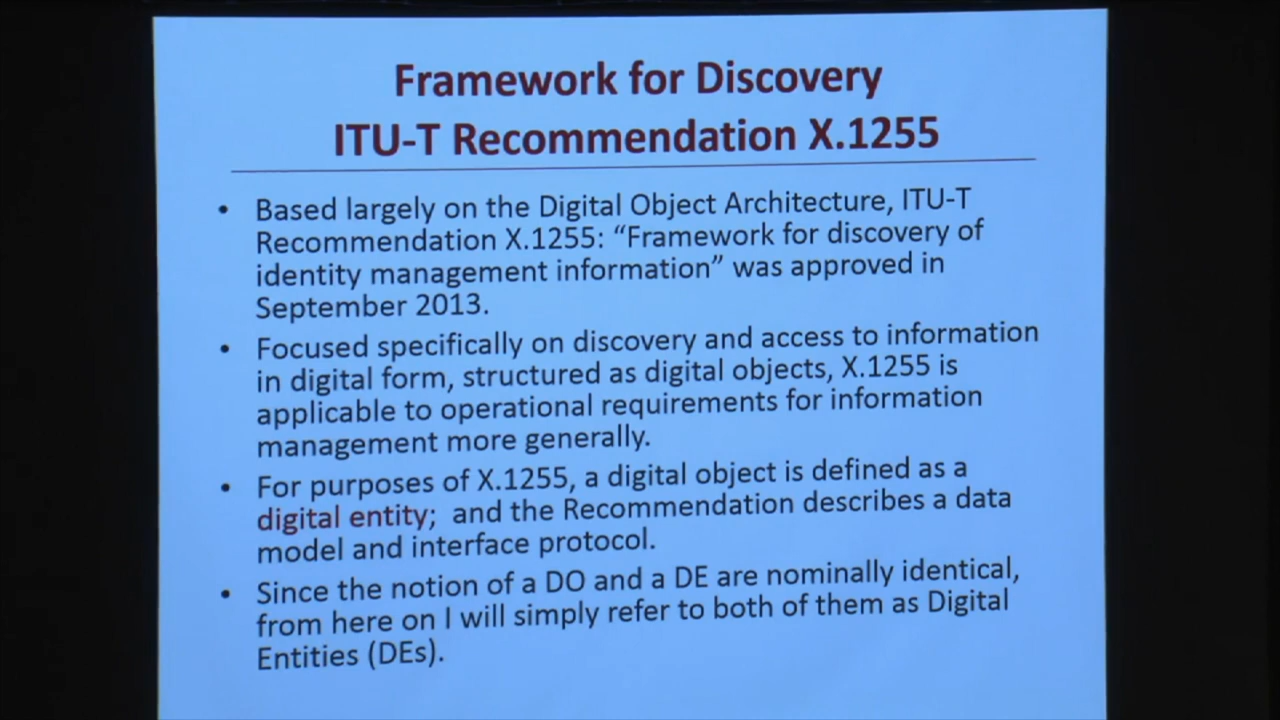 Framework for Discovery
ITU-T Recommendation X.1255
• Based largely on the Digital Object Architecture, ITU-T
Recommendation X.1255: “Framework for discovery of
identity management information” was approved in
September 2013.
• Focused specifically on discovery and access to information
in digital form, structured as digital objects, X.1255 is
applicable to operational requirements for information
management more generally.
• For purposes of X.1255, a digital object is defined as a
digital entity;  and the Recommendation describes a data
model and interface protocol.
• Since the notion of a DO and a DE are nominally identical,
from here on I will simply refer to both of them as Digital
Entities (DEs).